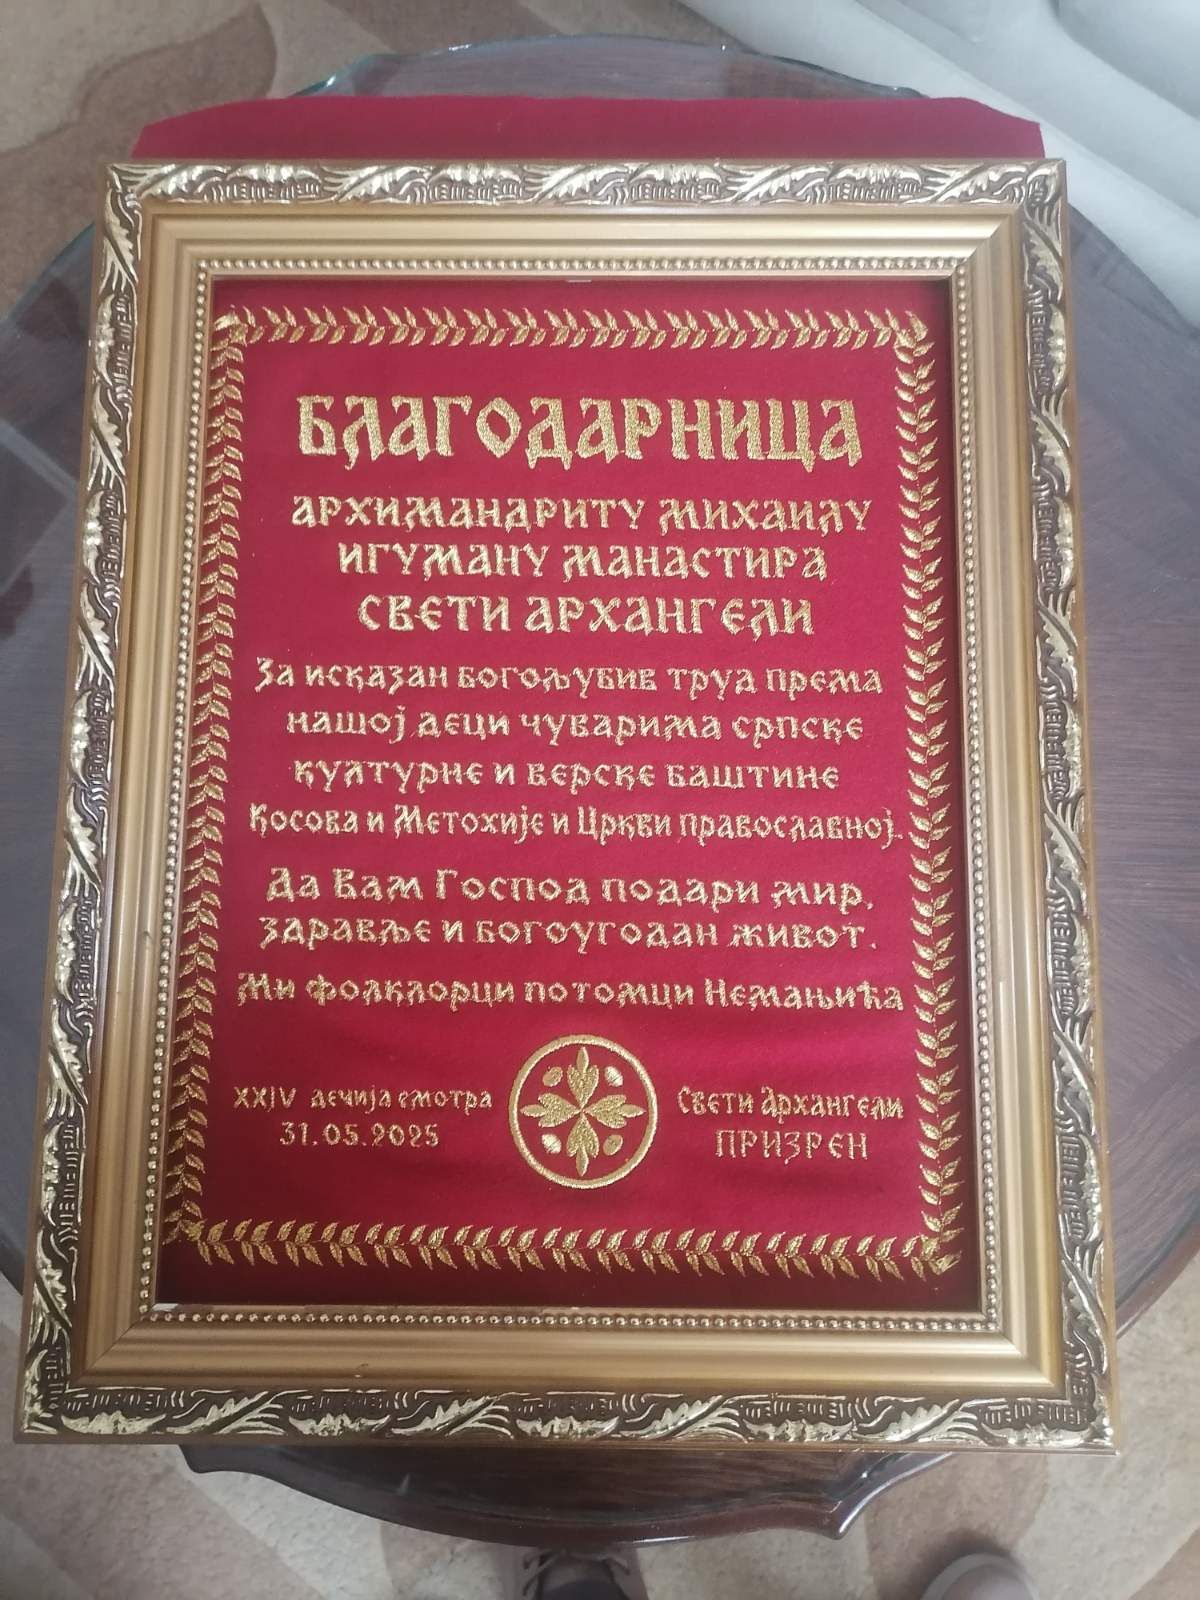 БЛАГОДАРНИЦА
АРХИМАНДРИТУ МИХАИЛУ
ИГУМАНУ МАНАСТИРА
СВЕТИ АРХАНГЕЛИ
За исказан богољубив труд према
нашој деци чуварима српске
културне и верске баштине
Косова и Метохије и Цркви православној.
Да Вам Господ подари мир,
здравље и богоугодан живот.
Ми фолклорци потомци Немањића
XXIV дечија смотра
31.05.2025
Свети Архангели
ПРИЗРЕН